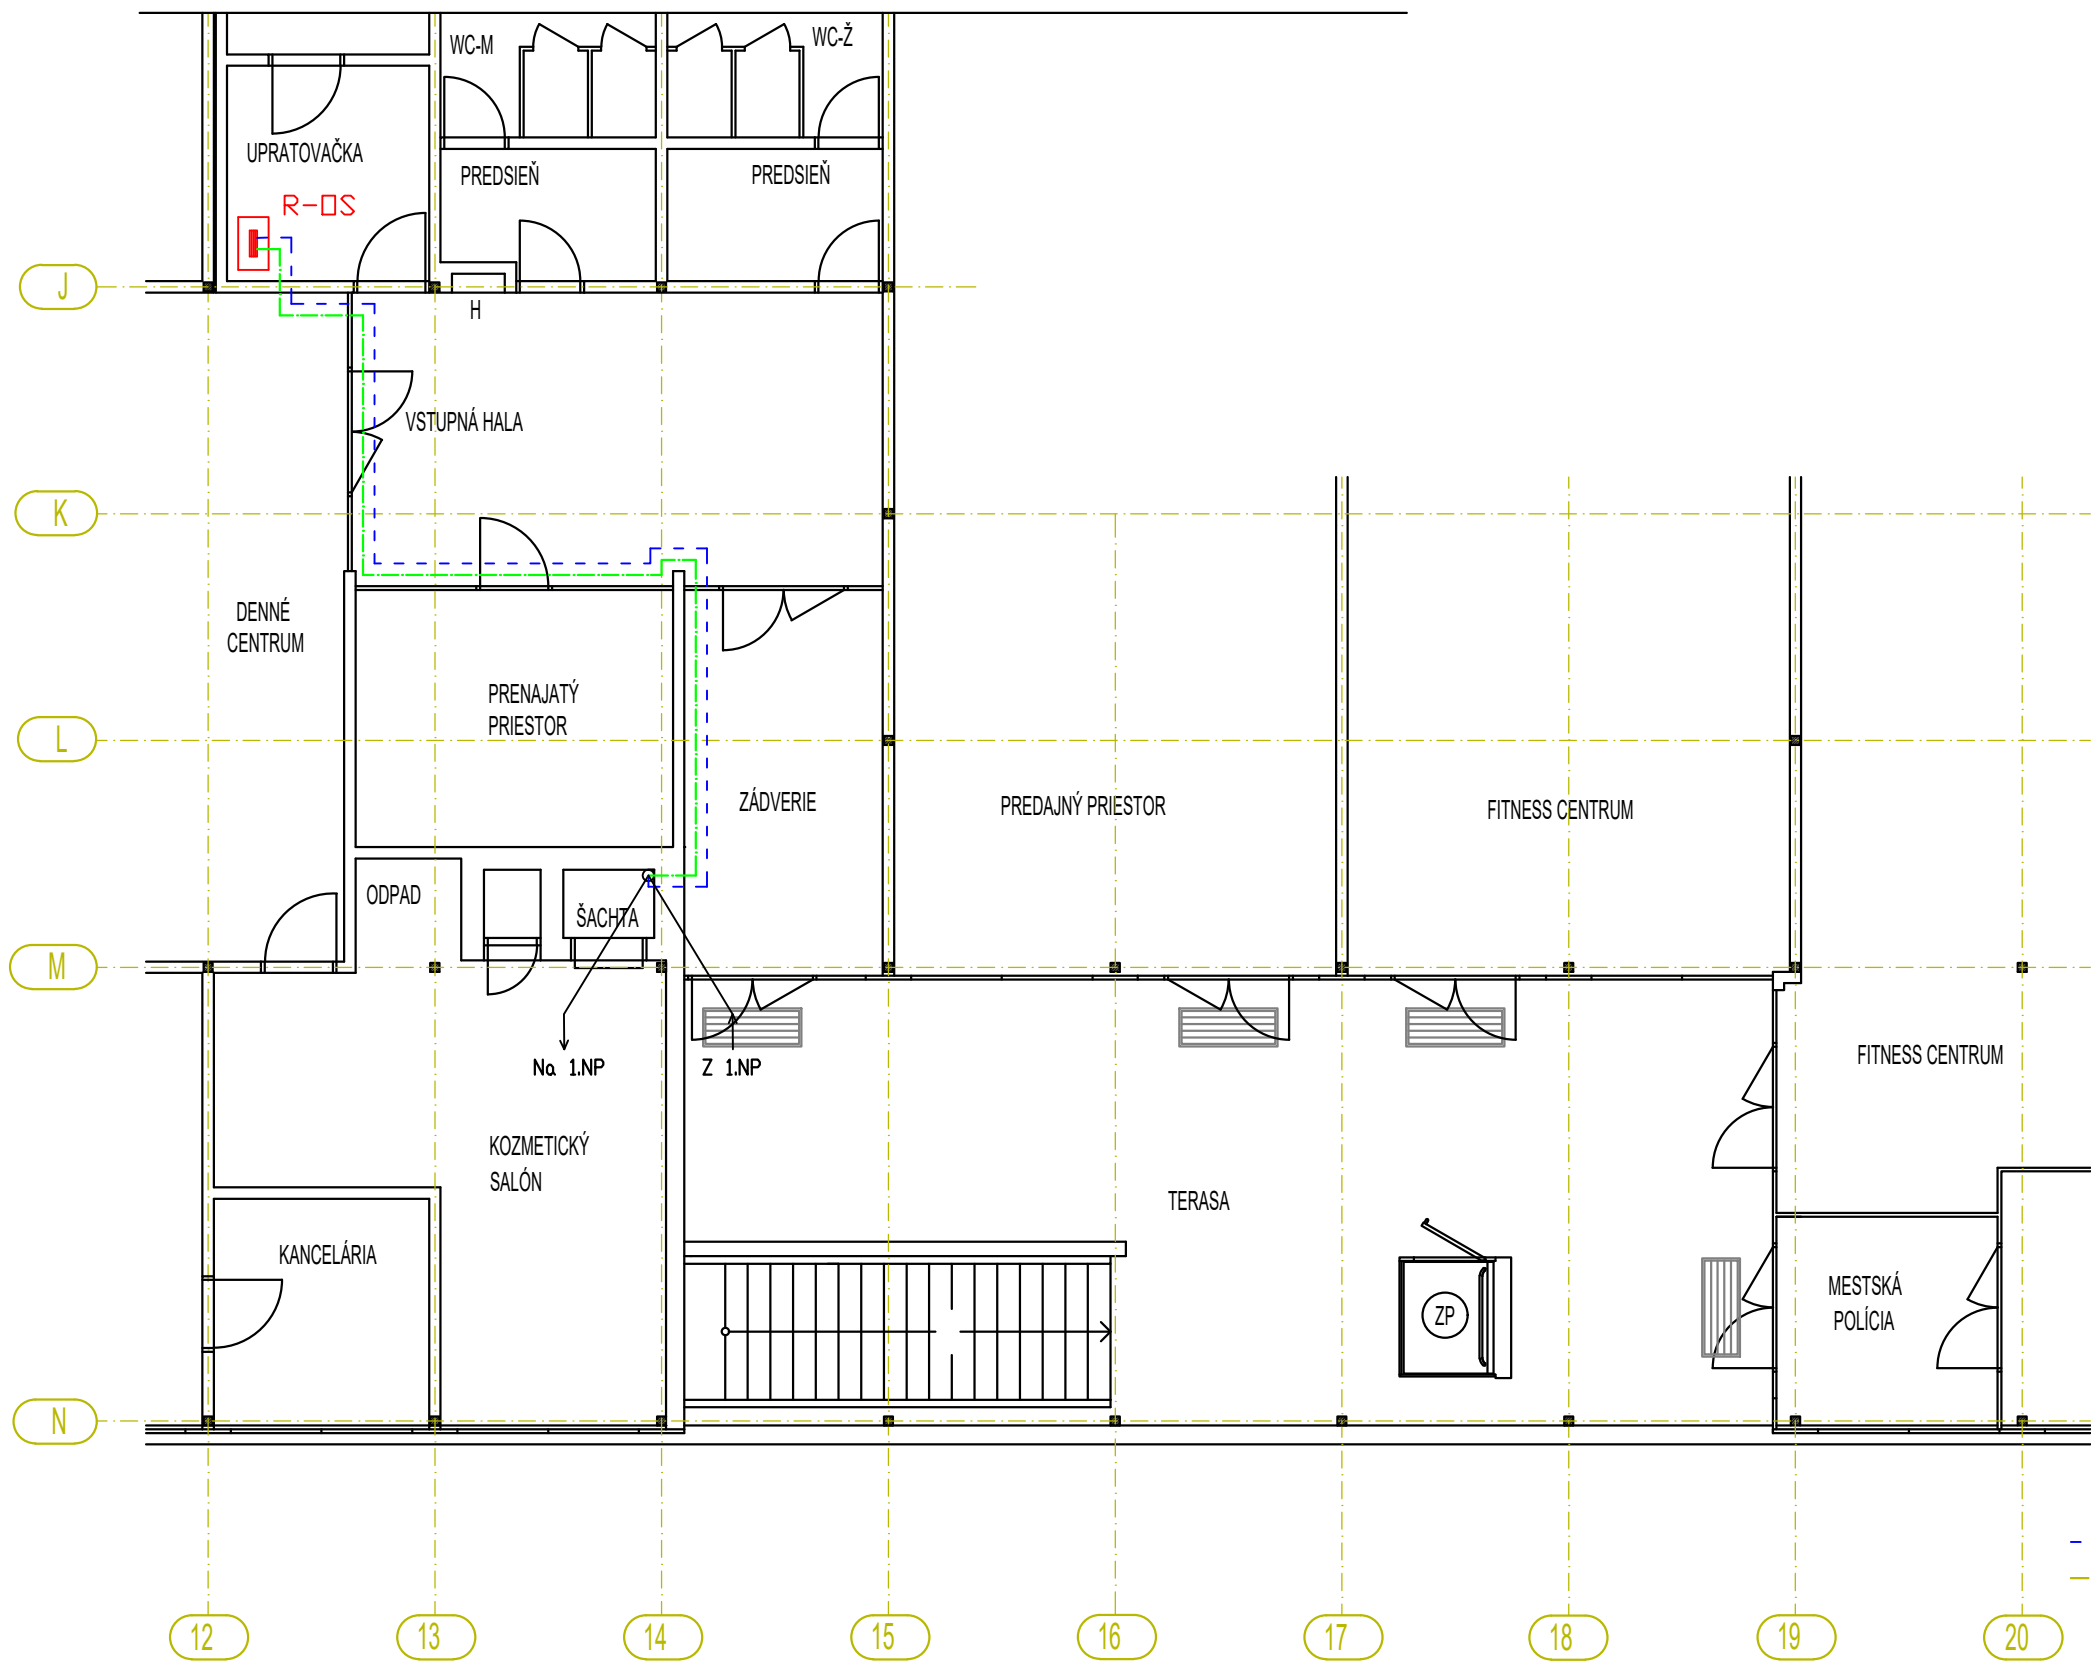 WC-M
WC-Ž
UPRATOVAČKA
PREDSIEŇ
PREDSIEŇ
R-OS
J
H
VSTUPNÁ HALA
K
DENNÉ
CENTRUM
PRENAJATÝ
PRIESTOR
L
ZÁDVERIE
PREDAJNÝ PRIESTOR
FITNESS CENTRUM
ODPAD
ŠACHTA
M
Na 1.NP
Z 1.NP
FITNESS CENTRUM
KOZMETICKÝ
SALÓN
TERASA
KANCELÁRIA
MESTSKÁ
POLÍCIA
ZP
N
12
13
14
15
16
17
18
19
20